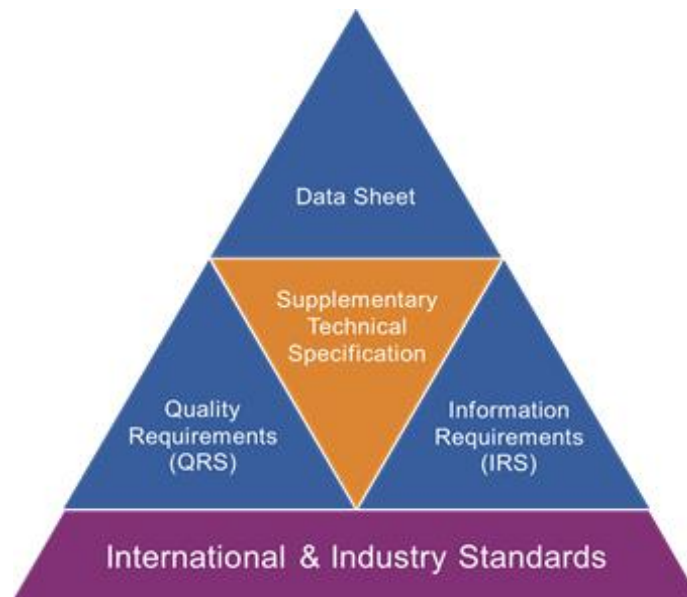 Data Sheet
Supplementary
Technical
Specification
Quality
Requirements
(QRS)
Information
Requirements
(IRS)
International & Industry Standards